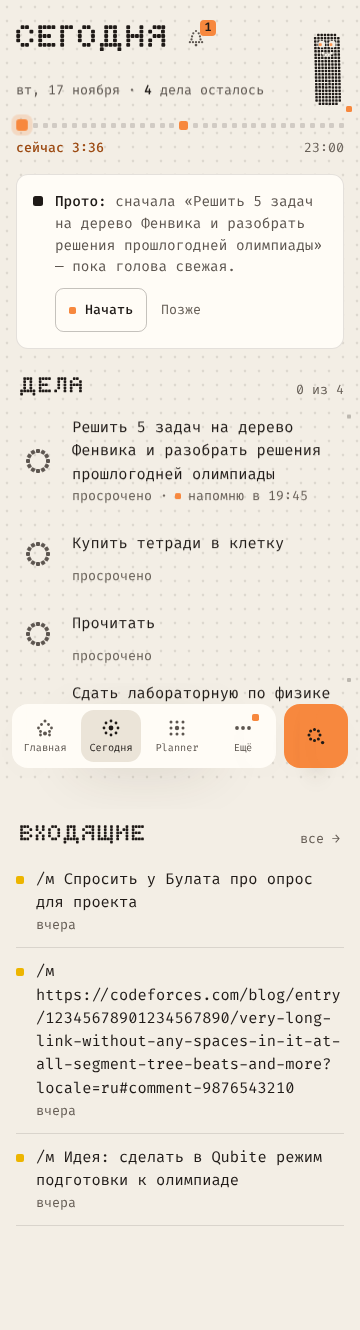 СЕГОДНЯ
1
вт, 17 ноября · 4 дела осталось
сейчас 3:36
23:00
Прото: сначала «Решить 5 задач
на дерево Фенвика и разобрать
решения прошлогодней олимпиады»
— пока голова свежая.
Начать
Позже
ДЕЛА
0 из 4
Решить 5 задач на дерево
Фенвика и разобрать решения
прошлогодней олимпиады
просрочено · напомню в 19:45
Купить тетради в клетку
просрочено
Прочитать
просрочено
Сдать лабораторную по физике
Главная
Сегодня
Planner
Ещё
ВХОДЯЩИЕ
все →
/м Спросить у Булата про опрос
для проекта
вчера
/м
https://codeforces.com/blog/entry
/12345678901234567890/very-long-
link-without-any-spaces-in-it-at-
all-segment-tree-beats-and-more?
locale=ru#comment-9876543210
вчера
/м Идея: сделать в Qubite режим
подготовки к олимпиаде
вчера